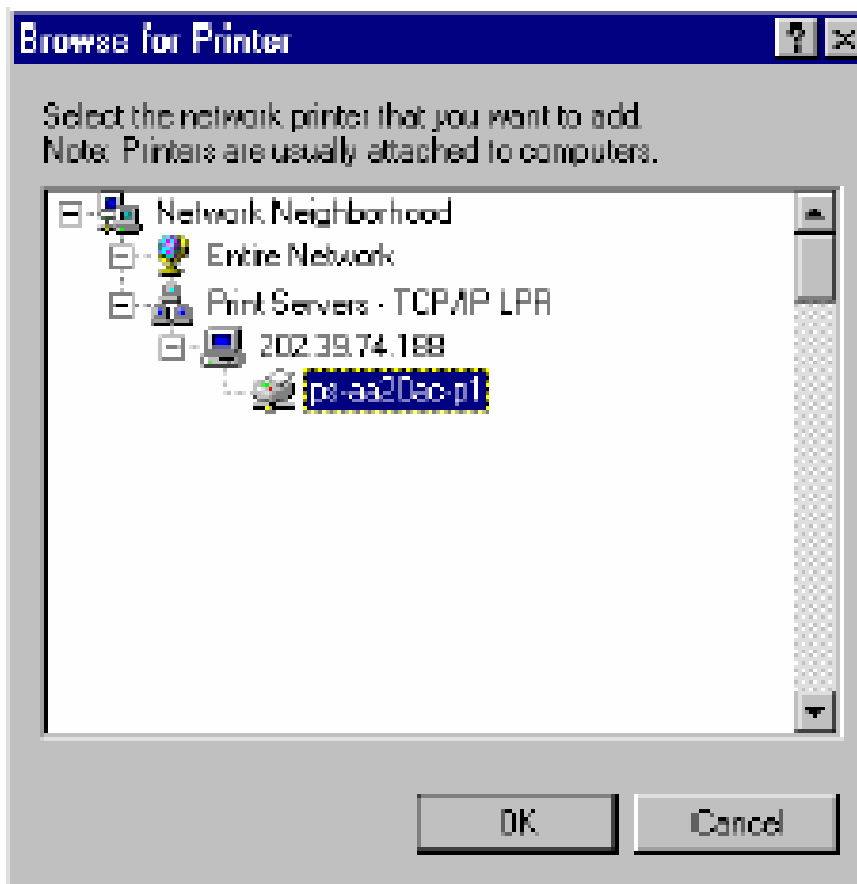 Browse for Printer
Select the network printer that you want to add.
Note: Printers are usually attached to computers.
Network Neighborhood
Entire Network
Print Servers - TCP/IP LPR
202.39.74.188
ps-aa20ac-p1
OK
Cancel